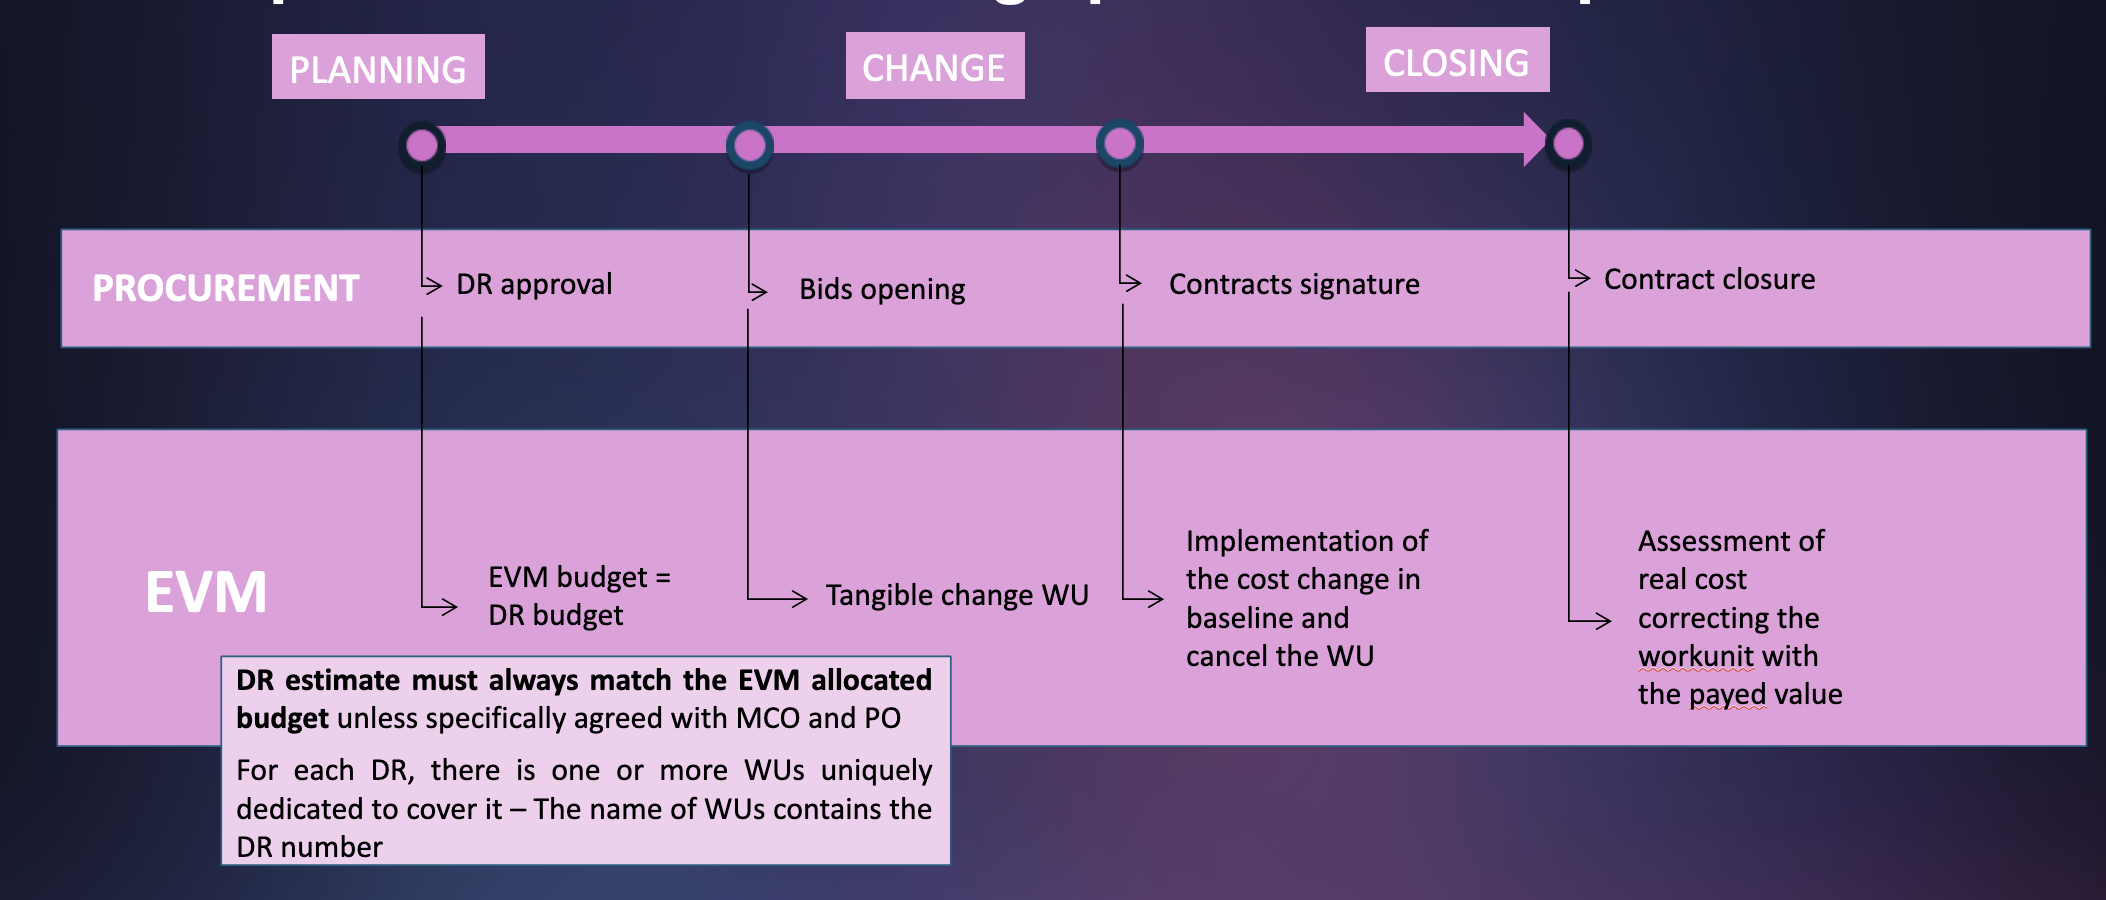 PLANNING
CHANGE
CLOSING
PROCUREMENT
DR approval
Bids opening
Contracts signature
Contract closure
EVM
EVM budget =
DR budget
Tangible change WU
Implementation of
the cost change in
baseline and
cancel the WU
Assessment of
real cost
correcting the
workunit with
the payed value
DR estimate must always match the EVM allocated
budget unless specifically agreed with MCO and PO
For each DR, there is one or more WUs uniquely
dedicated to cover it – The name of WUs contains the
DR number